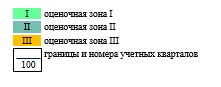 I оценочная зона I
II оценочная зона II
III оценочная зона III
границы и номера учетных кварталов
100